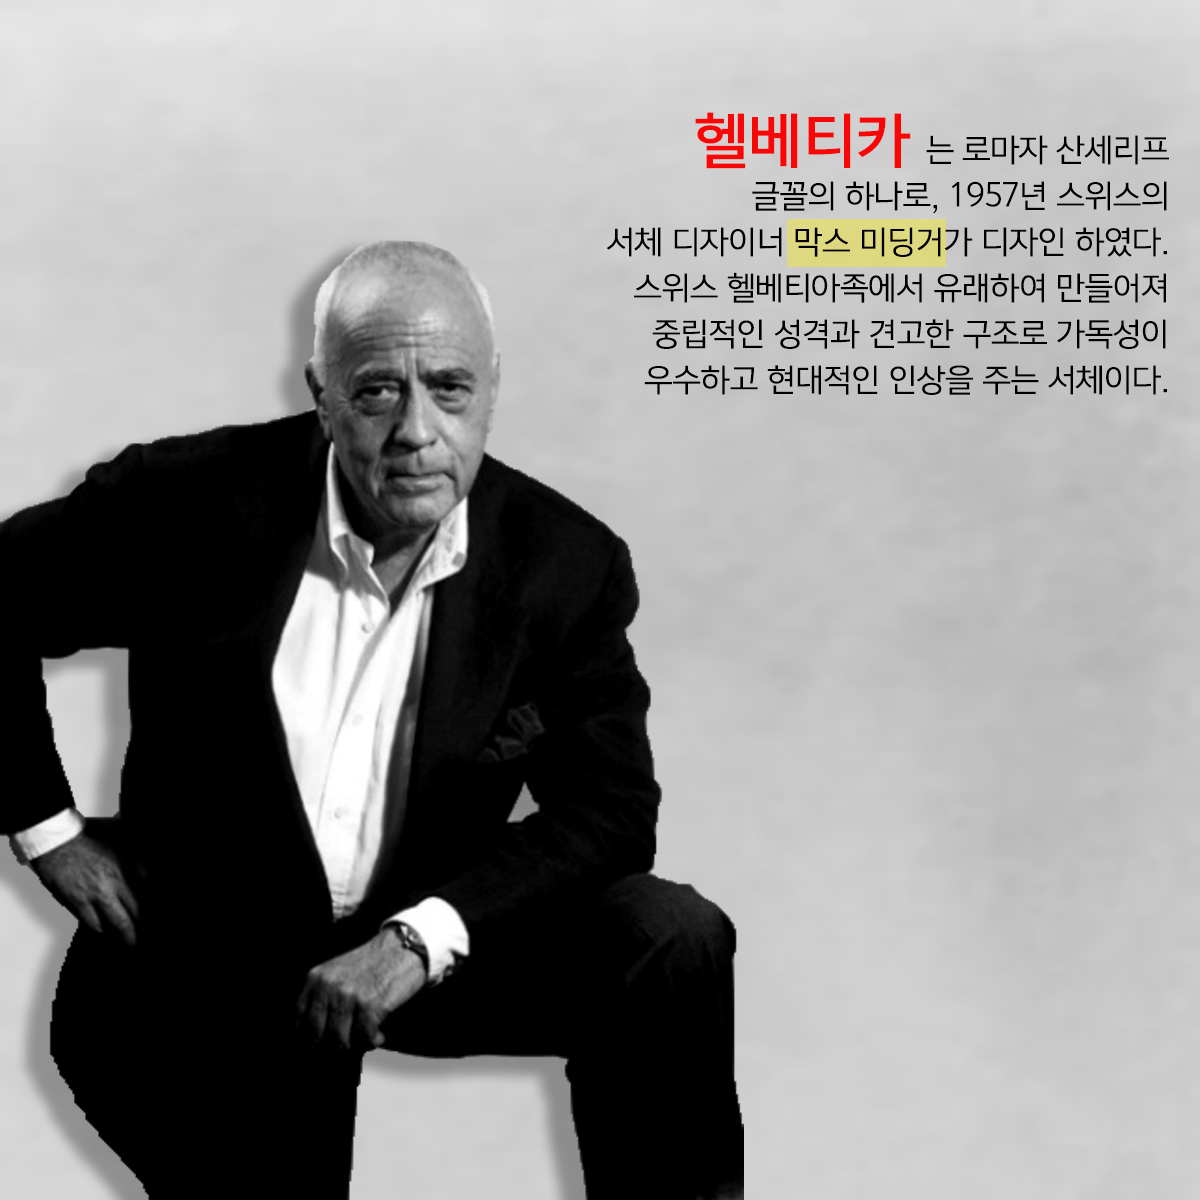 헬베티카 는 로마자 산세리프
글꼴의 하나로, 1957년 스위스의
서체 디자이너 막스 미딩거가 디자인 하였다.
스위스 헬베티아족에서 유래하여 만들어져
중립적인 성격과 견고한 구조로 가독성이
우수하고 현대적인 인상을 주는 서체이다.